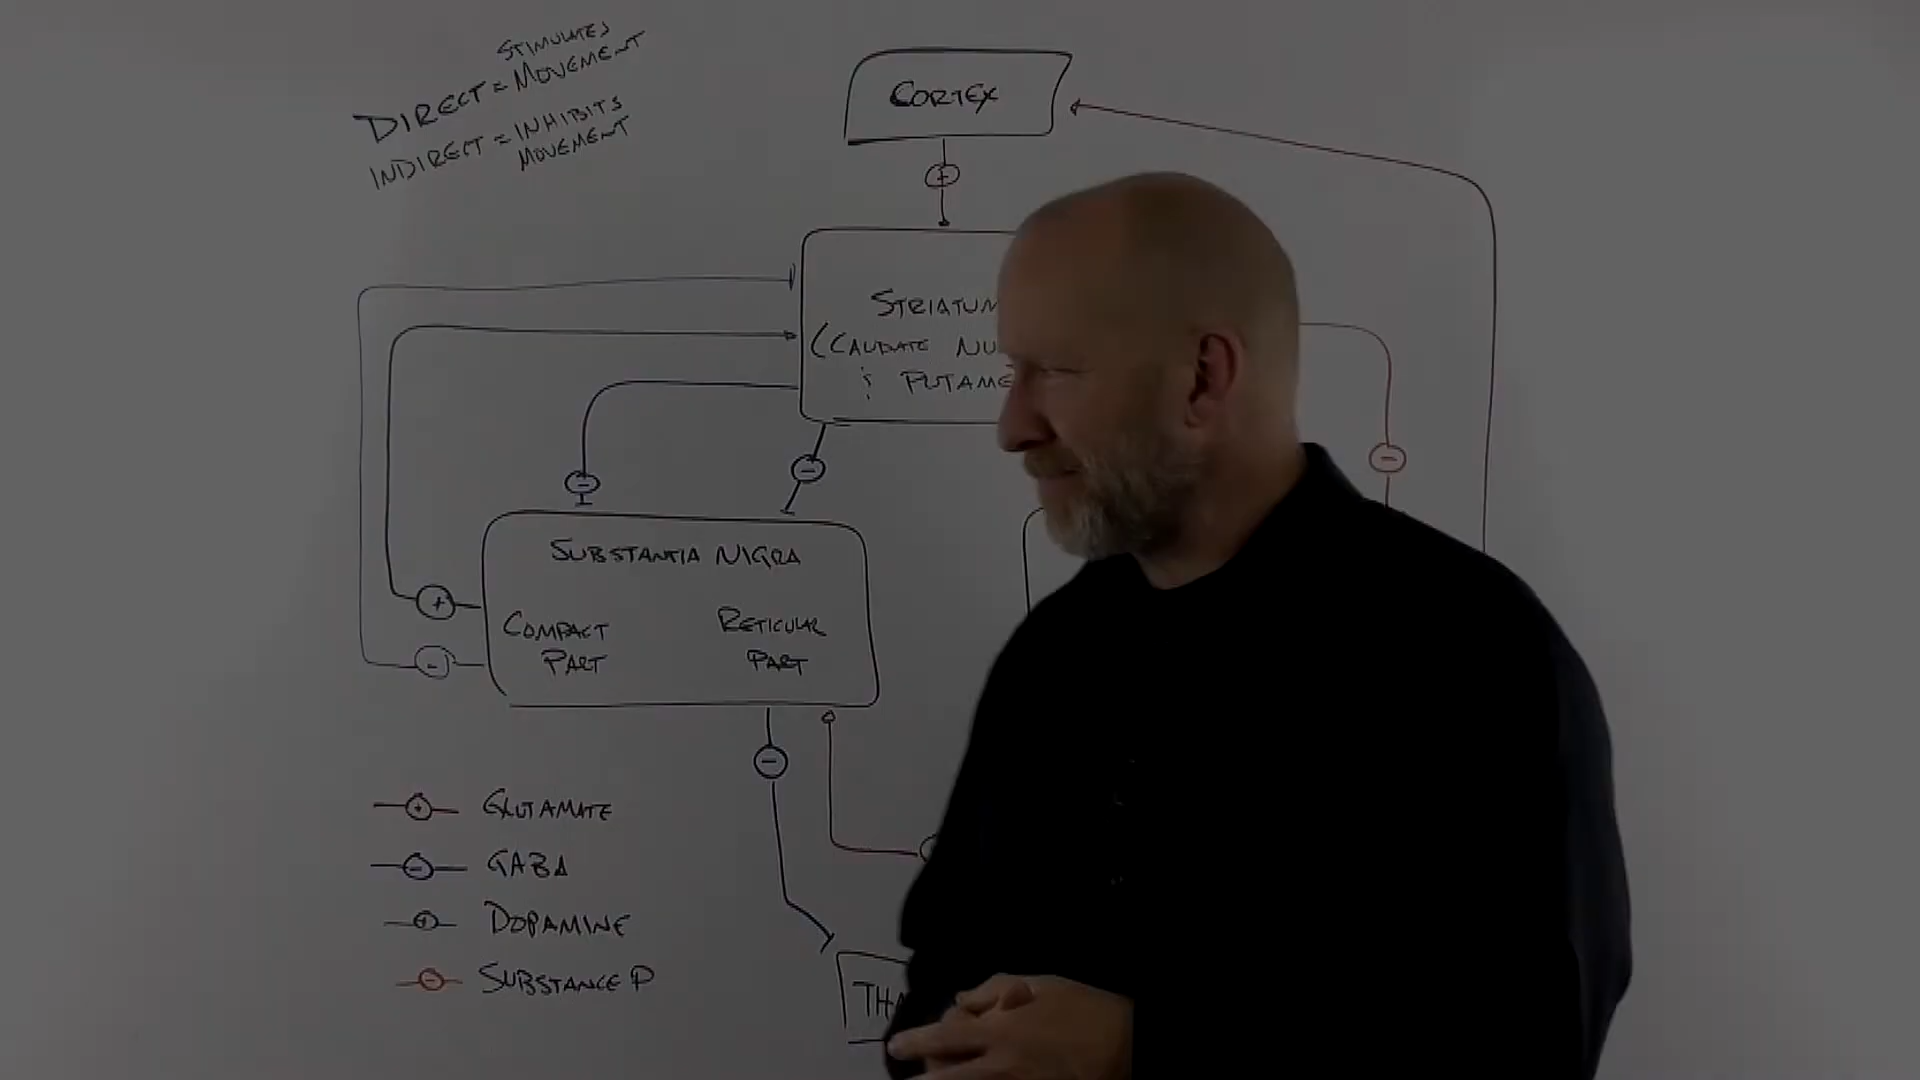 STIMULATES
DIRECT = MOVEMENT
INDIRECT = INHIBITS
MOVEMENT
CORTEX
+
STRIATUM
(CAUDATE NU
& PUTAME
-
-
-
SUBSTANTIA NIGRA
+
COMPACT
PART
RETICULAR
PART
-
-
+ GLUTAMATE
- GABA
+ DOPAMINE
- SUBSTANCE P
THA